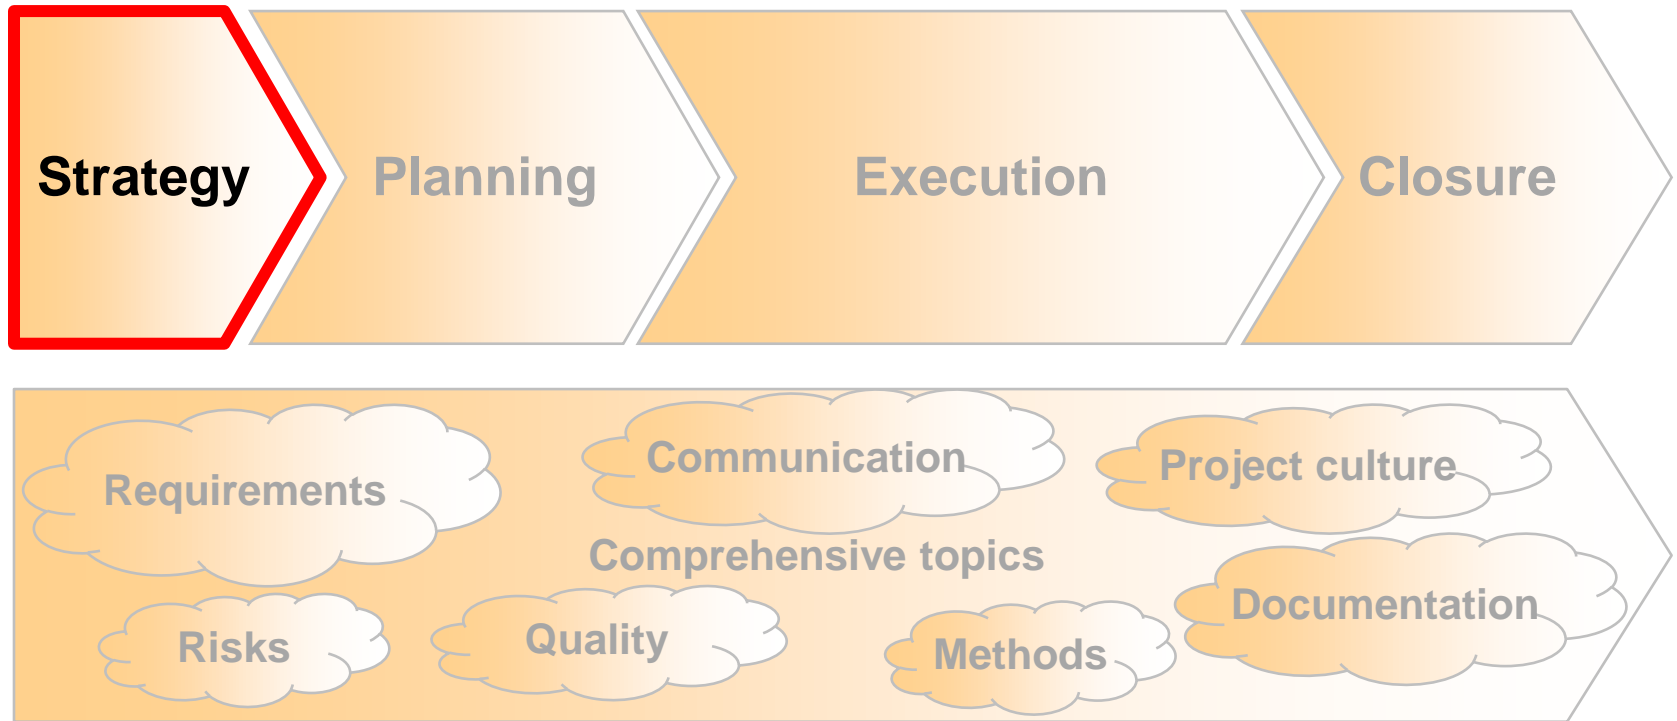 Strategy
Planning
Execution
Closure
Requirements
Communication
Project culture
Comprehensive topics
Risks
Quality
Methods
Documentation